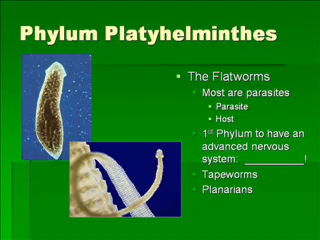 Phylum Platyhelminthes
The Flatworms
Most are parasites
Parasite
Host
1st Phylum to have an
advanced nervous
system: __________!
Tapeworms
Planarians